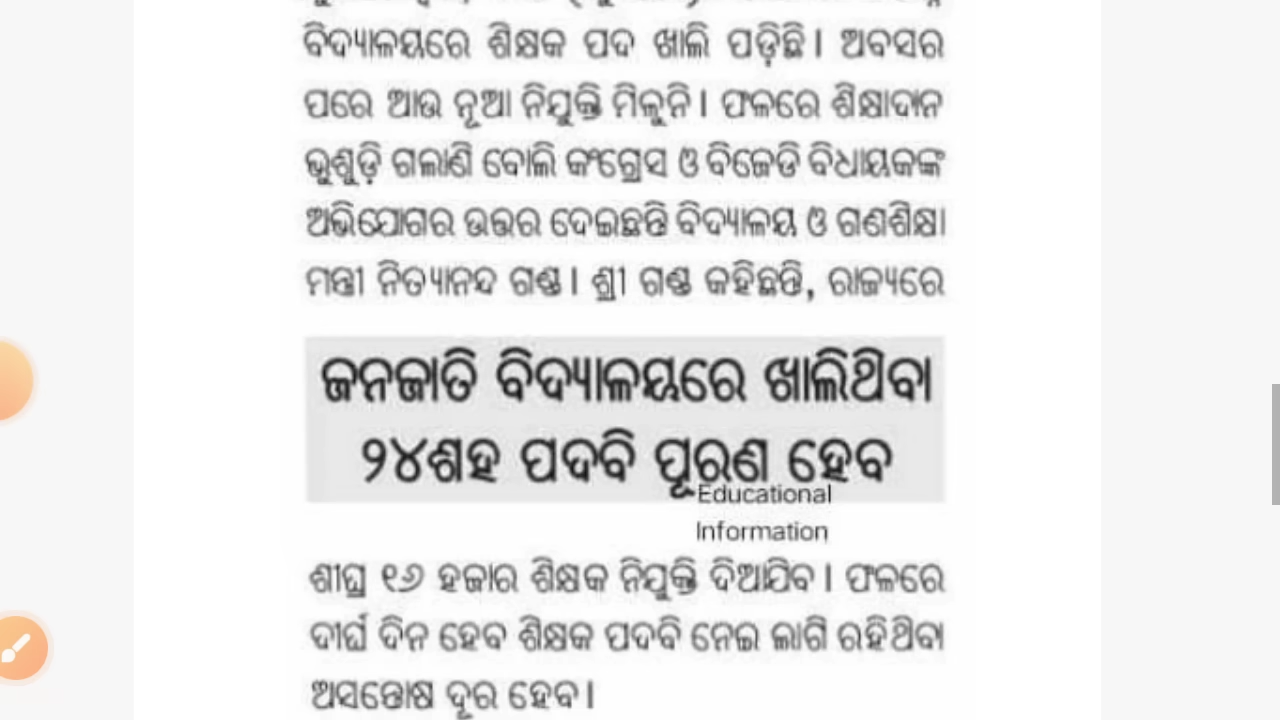 ବିଦ୍ୟାଳୟରେ ଶିକ୍ଷକ ପଦ ଖାଲି ପଡ଼ିଛି । ଅବସର
ପରେ ଆଉ ନୂଆ ନିଯୁକ୍ତି ମିଳୁନି । ଫଳରେ ଶିକ୍ଷାଦାନ
ଭୁଶୁଡ଼ି ଗଲାଣି ବୋଲି କଂଗ୍ରେସ ଓ ବିଜେଡି ବିଧାୟକଙ୍କ
ଅଭିଯୋଗର ଉତ୍ତର ଦେଇଛନ୍ତି ବିଦ୍ୟାଳୟ ଓ ଗଣଶିକ୍ଷା
ମନ୍ତ୍ରୀ ନିତ୍ୟାନନ୍ଦ ଗଣ୍ଡ । ଶ୍ରୀ ଗଣ୍ଡ କହିଛନ୍ତି, ରାଜ୍ୟରେ
ଜନଜାତି ବିଦ୍ୟାଳୟରେ ଖାଲିଥିବା
୨୪ଶହ ପଦବି ପୂରଣ ହେବ
Educational
Information
ଶୀଘ୍ର ୧୬ ହଜାର ଶିକ୍ଷକ ନିଯୁକ୍ତି ଦିଆଯିବ । ଫଳରେ
ଦୀର୍ଘ ଦିନ ହେବ ଶିକ୍ଷକ ପଦବି ନେଇ ଲାଗି ରହିଥିବା
ଅସନ୍ତୋଷ ଦୂର ହେବ ।